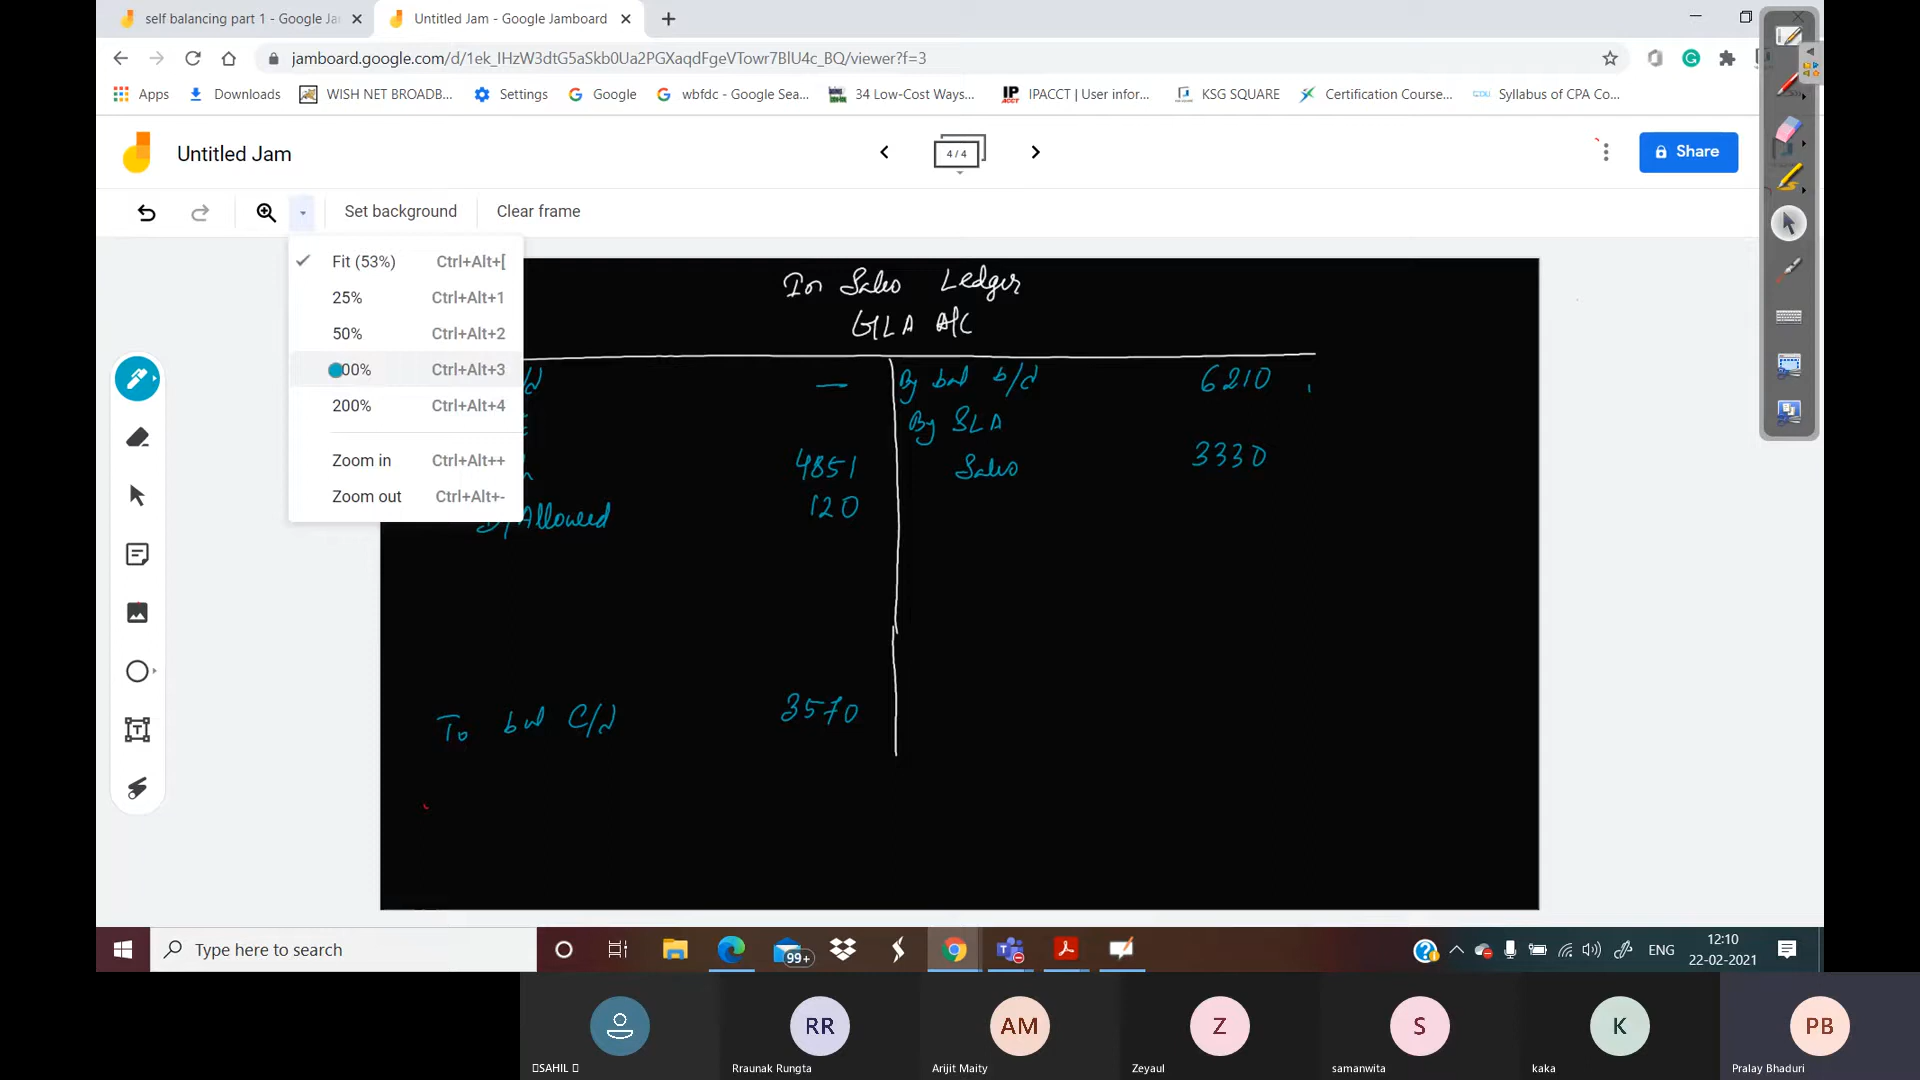 self balancing part 1 - Google Ja
Untitled Jam - Google Jamboard
jamboard.google.com/d/1ek_IHzW3dtG5aSkb0Ua2PGXaqdFgeVTowr7BlU4c_BQ/viewer?f=3
Apps
Downloads
WISH NET BROADB...
Settings
Google
wbfdc - Google Sea...
34 Low-Cost Ways...
IPACCT | User infor...
KSG SQUARE
Certification Course...
Syllabus of CPA Co...
Untitled Jam
4 / 4
Share
Set background
Clear frame
Fit (53%) Ctrl+Alt+[
25% Ctrl+Alt+1
50% Ctrl+Alt+2
00% Ctrl+Alt+3
200% Ctrl+Alt+4
Zoom in Ctrl+Alt++
Zoom out Ctrl+Alt+-
In Sales Ledger
GLA A/C
— By bal b/d 6210
By SLA
4851 Sales 3330
D/Allowed 120
To bal C/d 3570
Type here to search
99+
ENG
12:10
22-02-2021
RR
AM
Z
S
K
PB
SAHIL
Rraunak Rungta
Arijit Maity
Zeyaul
samanwita
kaka
Pralay Bhaduri